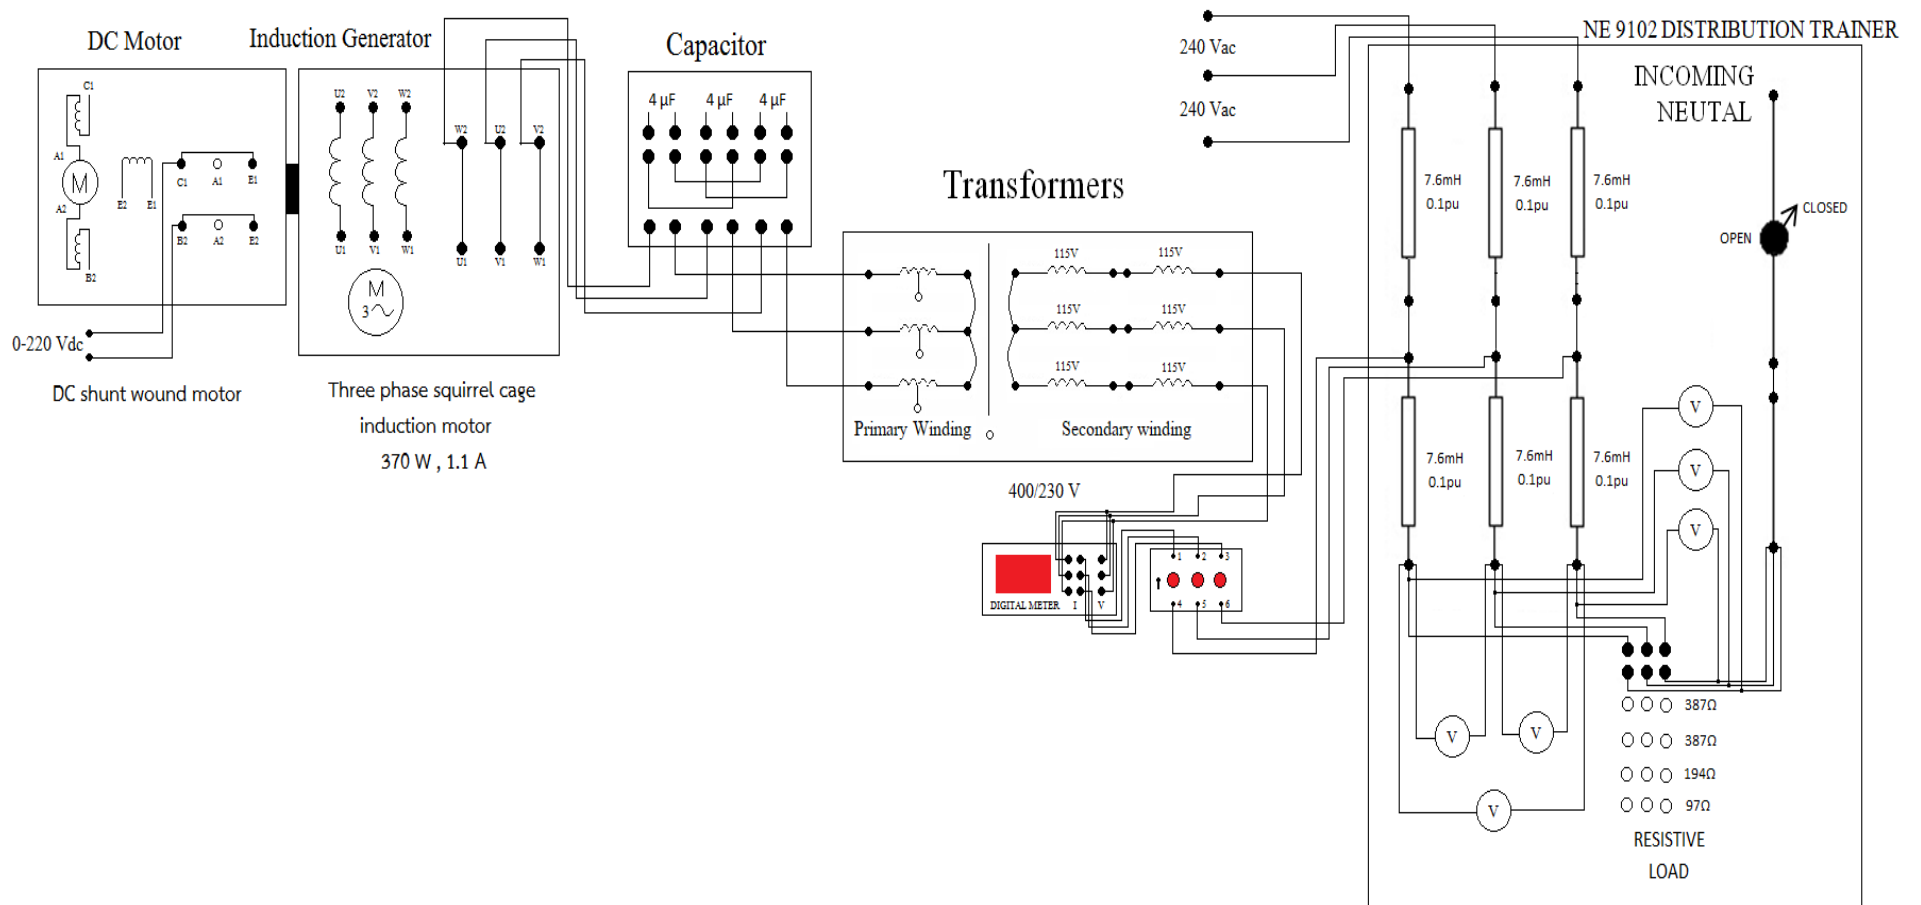 DC Motor
C1
A1
M
A2
B2
E2 E1
C1 A1 E1
B2 A2 E2
0-220 Vdc
DC shunt wound motor
Induction Generator
U2 V2 W2
U1 V1 W1
M
3
W2 U2 V2
U1 V1 W1
Three phase squirrel cage
induction motor
370 W , 1.1 A
Capacitor
4 µF 4 µF 4 µF
Transformers
115V 115V
115V 115V
115V 115V
Primary Winding
Secondary winding
400/230 V
DIGITAL METER I V
1 2 3
4 5 6
240 Vac
240 Vac
NE 9102 DISTRIBUTION TRAINER
INCOMING
NEUTAL
CLOSED
OPEN
7.6mH 7.6mH 7.6mH
0.1pu 0.1pu 0.1pu
7.6mH 7.6mH 7.6mH
0.1pu 0.1pu 0.1pu
V
V
V
V
V
V
387Ω
387Ω
194Ω
97Ω
RESISTIVE
LOAD